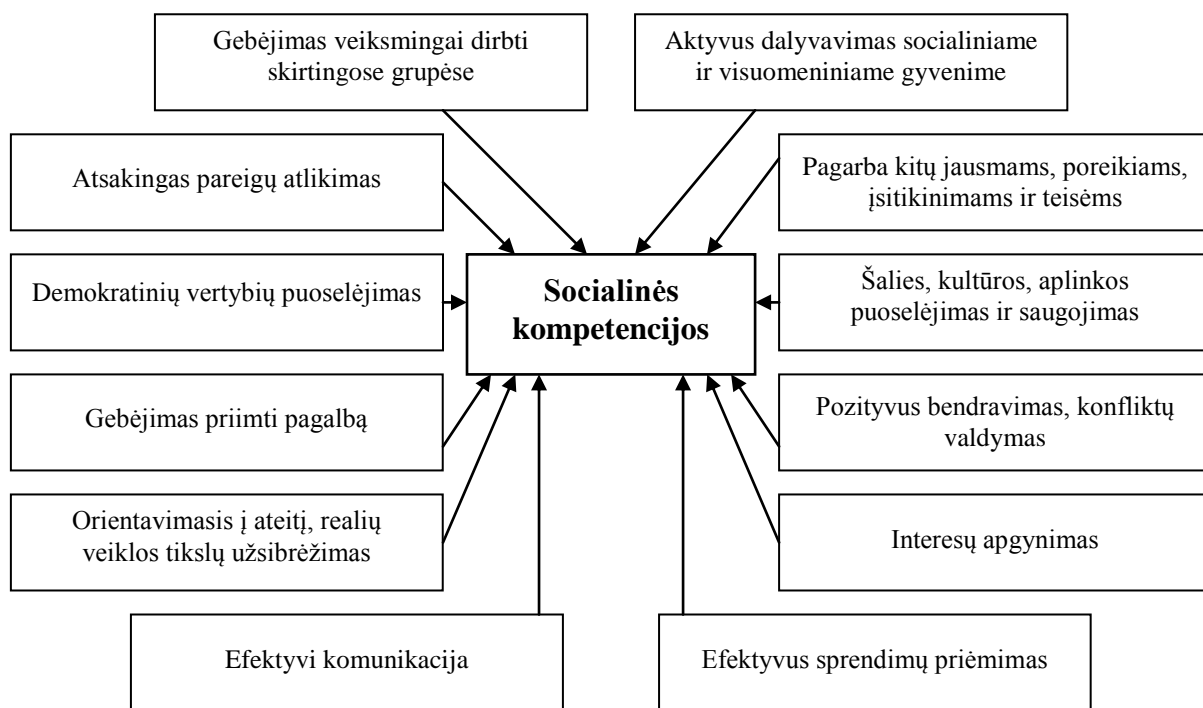 Gebėjimas veiksmingai dirbti
skirtingose grupėse
Aktyvus dalyvavimas socialiniame
ir visuomeniniame gyvenime
Atsakingas pareigų atlikimas
Pagarba kitų jausmams, poreikiams,
įsitikinimams ir teisėms
Demokratinių vertybių puoselėjimas
Socialinės
kompetencijos
Šalies, kultūros, aplinkos
puoselėjimas ir saugojimas
Gebėjimas priimti pagalbą
Pozityvus bendravimas, konfliktų
valdymas
Orientavimasis į ateitį, realių
veiklos tikslų užsibrėžimas
Interesų apgynimas
Efektyvi komunikacija
Efektyvus sprendimų priėmimas